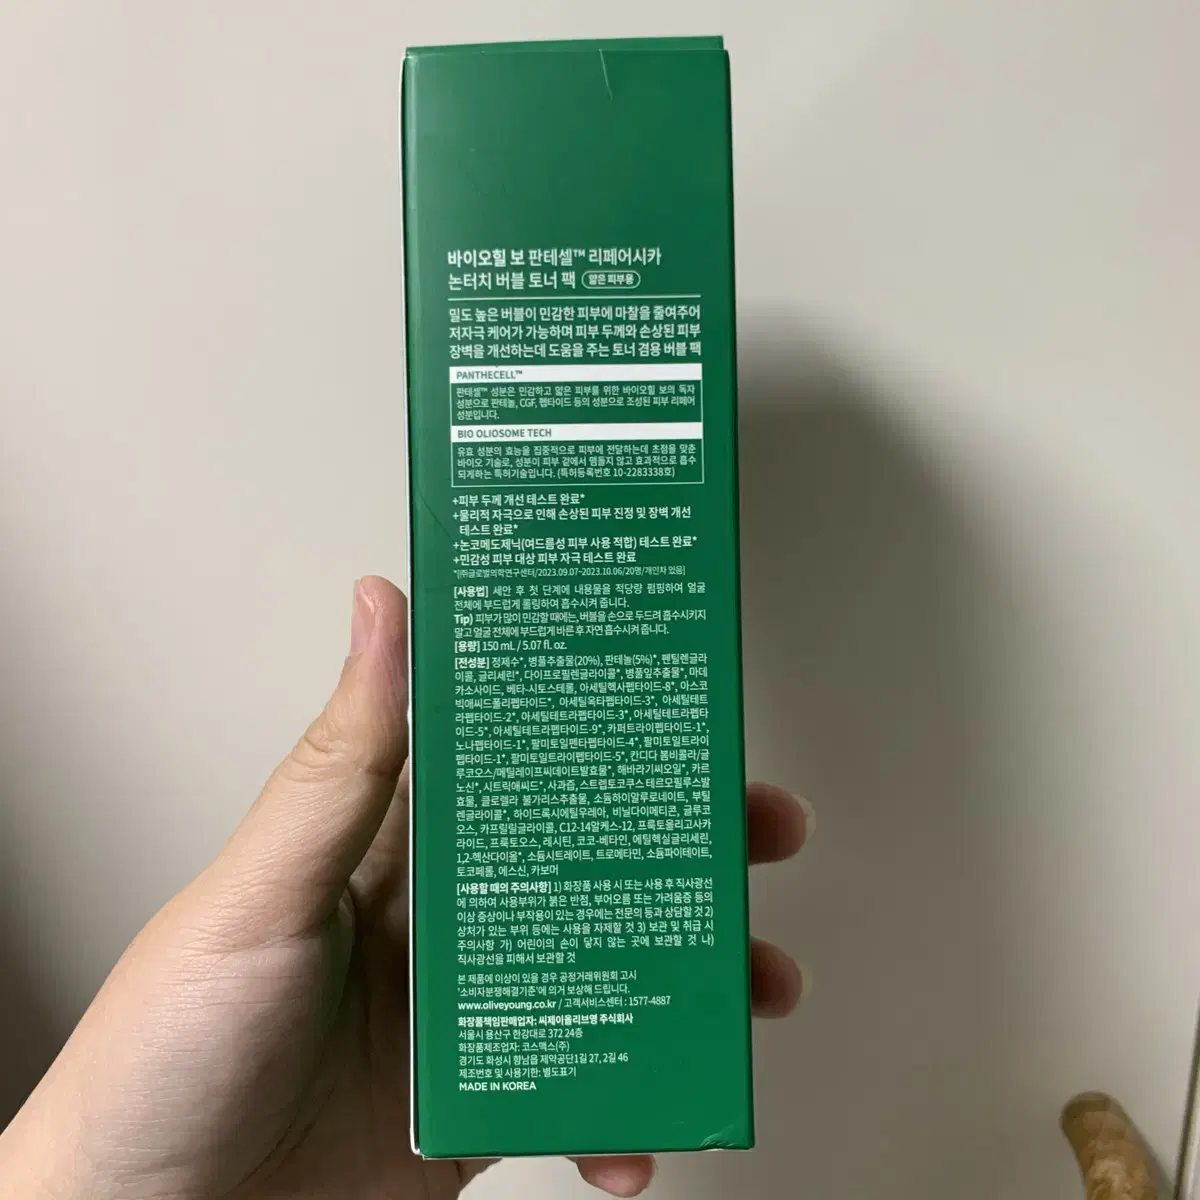 바이오힐 보 판테셀™ 리페어시카
논터치 버블 토너 팩 얇은 피부용
밀도 높은 버블이 민감한 피부에 마찰을 줄여주어
저자극 케어가 가능하며 피부 두께와 손상된 피부
장벽을 개선하는데 도움을 주는 토너 겸용 버블 팩
PANTHECELL™
판테셀™ 성분은 민감하고 얇은 피부를 위한 바이오힐 보의 독자
성분으로 판테놀, CGF, 펩타이드 등의 성분으로 조성된 피부 리페어
성분입니다.
BIO OLIOSOME TECH
유효 성분의 효능을 집중적으로 피부에 전달하는데 초점을 맞춘
바이오 기술로, 성분이 피부 겉에서 맴돌지 않고 효과적으로 흡수
되게하는 특허기술입니다. (특허등록번호 10-2283338호)
+피부 두께 개선 테스트 완료*
+물리적 자극으로 인해 손상된 피부 진정 및 장벽 개선
테스트 완료*
+논코메도제닉(여드름성 피부 사용 적합) 테스트 완료*
+민감성 피부 대상 피부 자극 테스트 완료
*[㈜글로벌의학연구센터/2023.09.07-2023.10.06/20명/개인차 있음]
[사용법] 세안 후 첫 단계에 내용물을 적당량 펌핑하여 얼굴
전체에 부드럽게 롤링하여 흡수시켜 줍니다.
Tip) 피부가 많이 민감할 때에는, 버블을 손으로 두드려 흡수시키지
말고 얼굴 전체에 부드럽게 바른 후 자연 흡수시켜 줍니다.
[용량] 150 mL / 5.07 fl. oz.
[전성분] 정제수*, 병풀추출물(20%), 판테놀(5%)*, 펜틸렌글라
이콜, 글리세린*, 다이프로필렌글라이콜*, 병풀잎추출물*, 마데
카소사이드, 베타-시토스테롤, 아세틸헥사펩타이드-8*, 아스코
빅애씨드폴리펩타이드*, 아세틸옥타펩타이드-3*, 아세틸테트
라펩타이드-2*, 아세틸테트라펩타이드-3*, 아세틸테트라펩타
이드-5*, 아세틸테트라펩타이드-9*, 카퍼트라이펩타이드-1*,
노나펩타이드-1*, 팔미토일펜타펩타이드-4*, 팔미토일트라이
펩타이드-1*, 팔미토일트라이펩타이드-5*, 칸디다 봄비콜라/글
루코오스/메틸레이프씨데이트발효물*, 해바라기씨오일*, 카르
노신*, 시트릭애씨드*, 사과즙, 스트렙토코쿠스 테르모필루스발
효물, 클로렐라 불가리스추출물, 소듐하이알루로네이트, 부틸
렌글라이콜*, 하이드록시에틸우레아, 비닐다이메티콘, 글루코
오스, 카프릴릴글라이콜, C12-14알케스-12, 프룩토올리고사카
라이드, 프룩토오스, 레시틴, 코코-베타인, 에틸헥실글리세린,
1,2-헥산다이올*, 소듐시트레이트, 트로메타민, 소듐파이테이트,
토코페롤, 에스신, 카보머
[사용할 때의 주의사항] 1) 화장품 사용 시 또는 사용 후 직사광선
에 의하여 사용부위가 붉은 반점, 부어오름 또는 가려움증 등의
이상 증상이나 부작용이 있는 경우에는 전문의 등과 상담할 것 2)
상처가 있는 부위 등에는 사용을 자제할 것 3) 보관 및 취급 시
주의사항 가) 어린이의 손이 닿지 않는 곳에 보관할 것 나)
직사광선을 피해서 보관할 것
본 제품에 이상이 있을 경우 공정거래위원회 고시
'소비자분쟁해결기준'에 의거 보상해 드립니다.
www.oliveyoung.co.kr / 고객서비스센터 : 1577-4887
화장품책임판매업자: 씨제이올리브영 주식회사
서울시 용산구 한강대로 372 24층
화장품제조업자: 코스맥스(주)
경기도 화성시 향남읍 제약공단1길 27, 2길 46
제조번호 및 사용기한: 별도표기
MADE IN KOREA